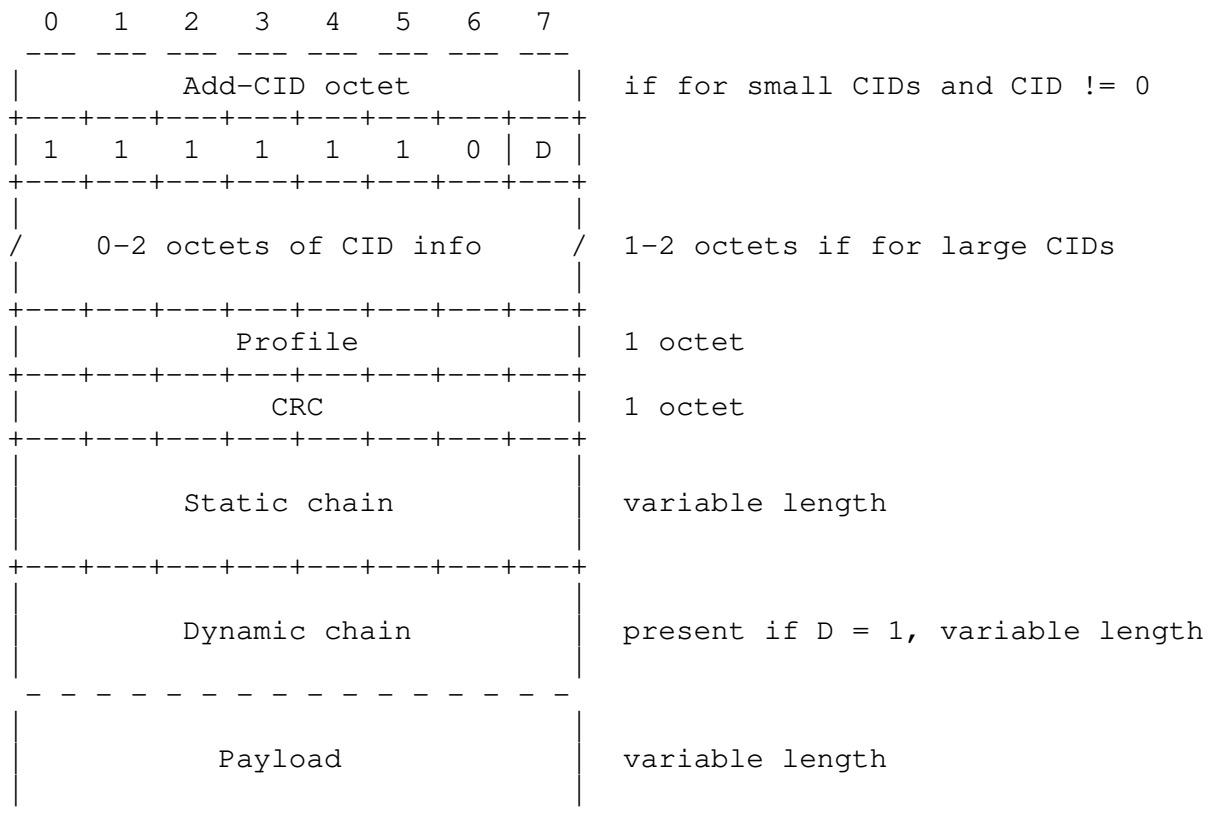 0 1 2 3 4 5 6 7
--- --- --- --- --- --- --- ---
| Add-CID octet | if for small CIDs and CID != 0
+---+---+---+---+---+---+---+---+
| 1 1 1 1 1 1 0 | D |
+---+---+---+---+---+---+---+---+
| |
/ 0-2 octets of CID info / 1-2 octets if for large CIDs
| |
+---+---+---+---+---+---+---+---+
| Profile | 1 octet
+---+---+---+---+---+---+---+---+
| CRC | 1 octet
+---+---+---+---+---+---+---+---+
| |
| Static chain | variable length
| |
+---+---+---+---+---+---+---+---+
| |
| Dynamic chain | present if D = 1, variable length
| |
- - - - - - - - - - - - - - - -
| |
| Payload | variable length
| |